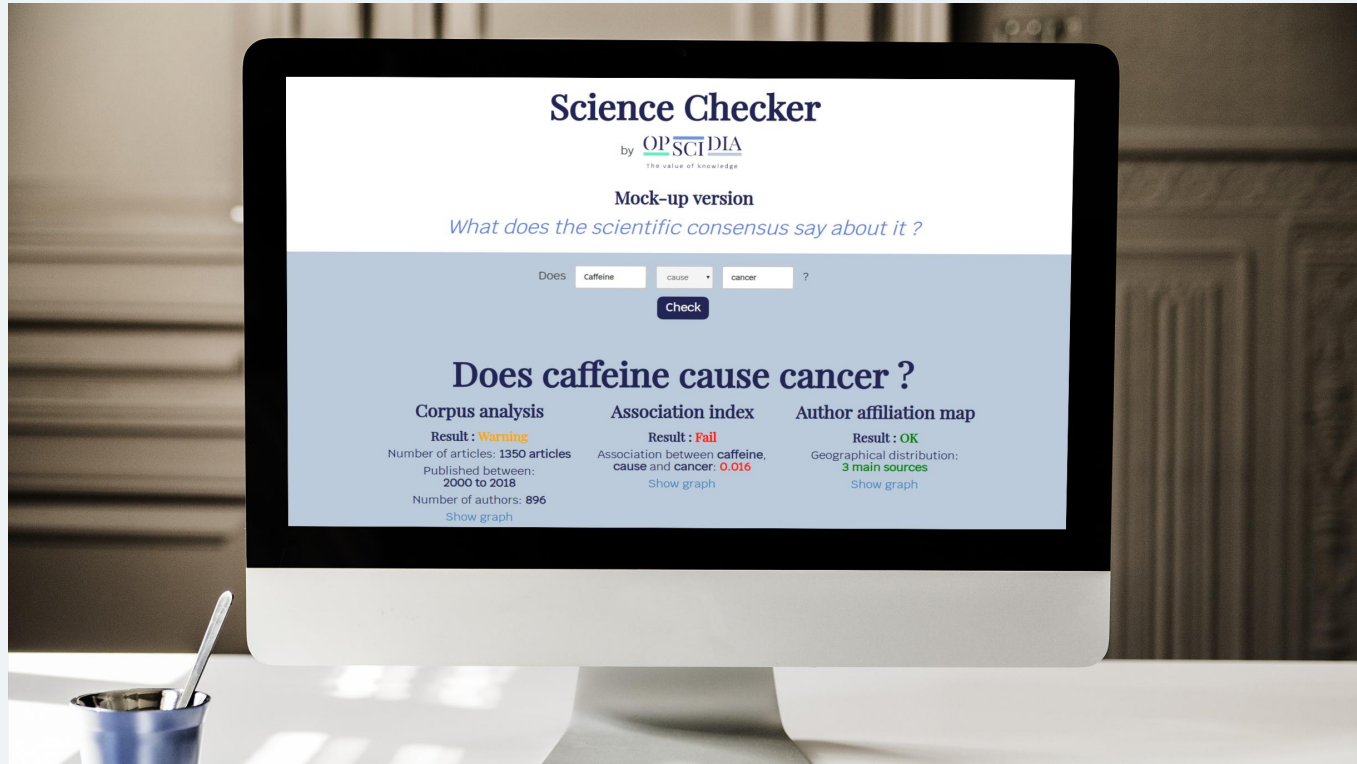 Science Checker
by OPSCIDIA
The value of knowledge
Mock-up version
What does the scientific consensus say about it ?
Does Caffeine cause cancer ?
Check
Does caffeine cause cancer ?
Corpus analysis
Result : Warning
Number of articles: 1350 articles
Published between:
2000 to 2018
Number of authors: 896
Show graph
Association index
Result : Fail
Association between caffeine,
cause and cancer: 0.016
Show graph
Author affiliation map
Result : OK
Geographical distribution:
3 main sources
Show graph